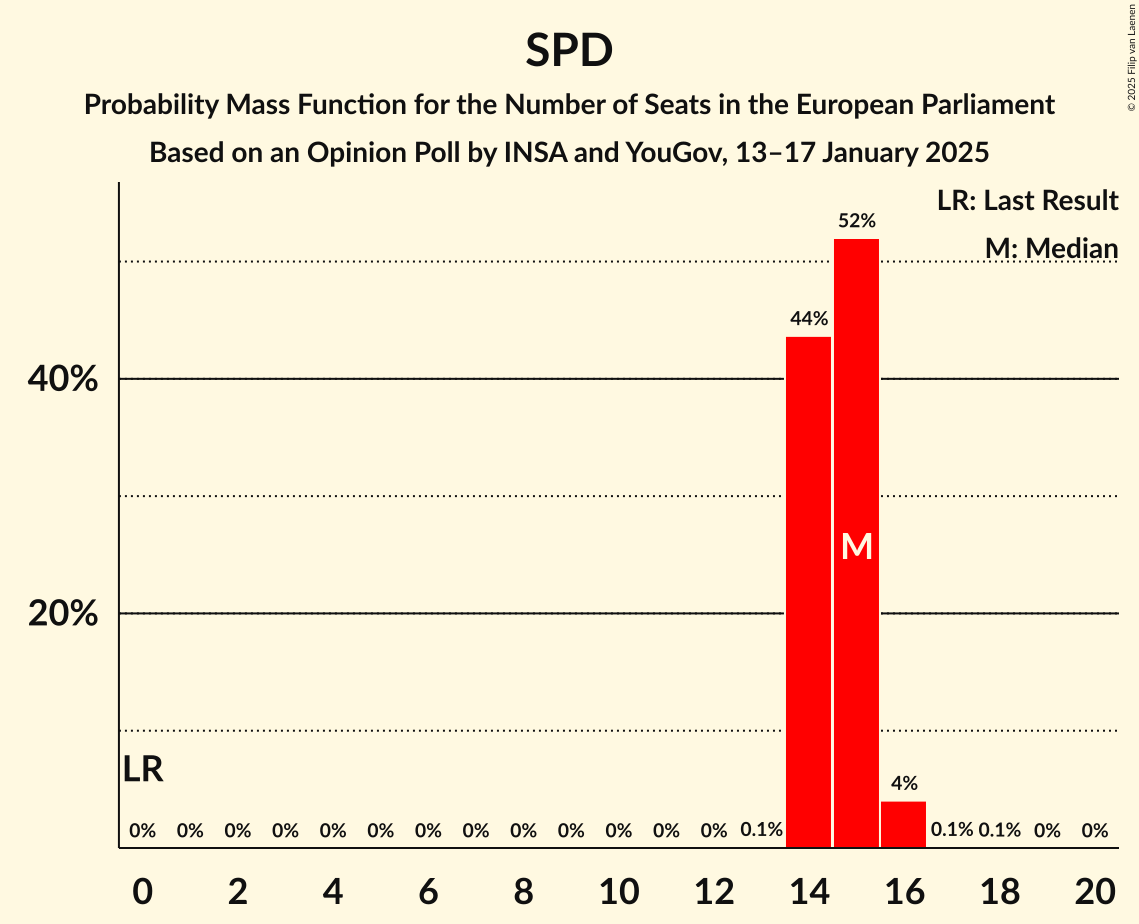 SPD
Probability Mass Function for the Number of Seats in the European Parliament
Based on an Opinion Poll by INSA and YouGov, 13–17 January 2025
© 2025 Filip van Laenen
LR: Last Result
M: Median
52%
44%
40%
M
20%
LR
4%
0% 0% 0% 0% 0% 0% 0% 0% 0% 0% 0% 0% 0% 0.1% 0.1% 0.1% 0% 0%
0 2 4 6 8 10 12 14 16 18 20